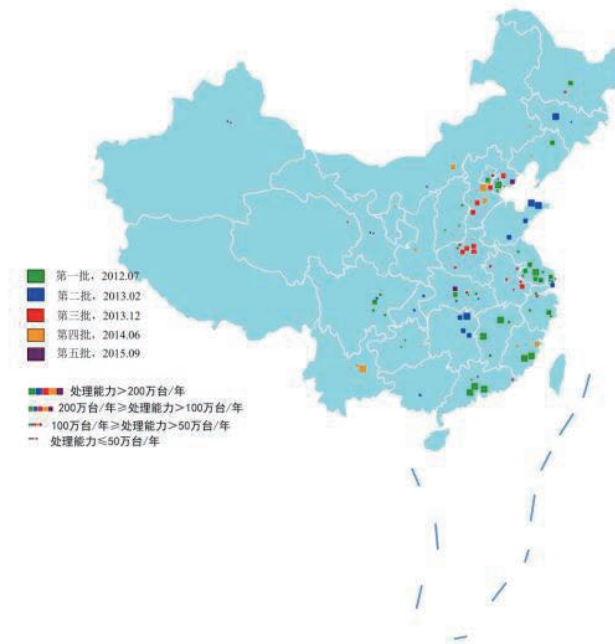 第一批，2012.07
第二批，2013.02
第三批，2013.12
第四批，2014.06
第五批，2015.09
处理能力＞200万台/年
200万台/年≥处理能力＞100万台/年
100万台/年≥处理能力＞50万台/年
处理能力≤50万台/年